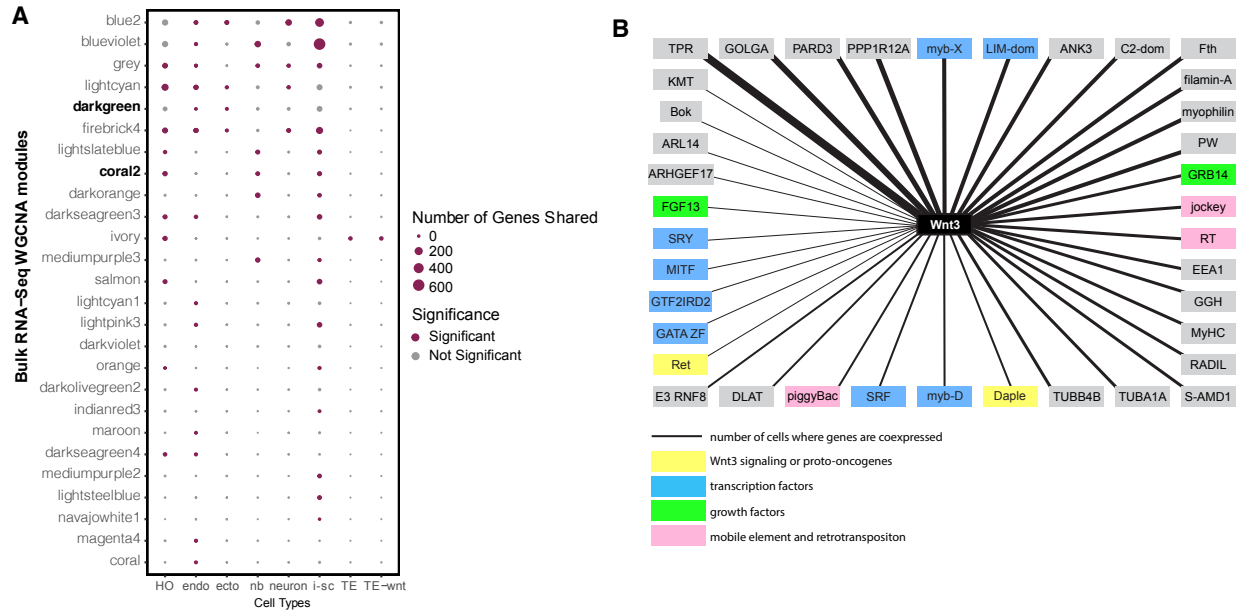 A
Bulk RNA−Seq WGCNA modules
blue2
blueviolet
grey
lightcyan
darkgreen
firebrick4
lightslateblue
coral2
darkorange
darkseagreen3
ivory
mediumpurple3
salmon
lightcyan1
lightpink3
darkviolet
orange
darkolivegreen2
indianred3
maroon
darkseagreen4
mediumpurple2
lightsteelblue
navajowhite1
magenta4
coral
HO endo ecto nb neuron i-sc TE TE−wnt
Cell Types
Number of Genes Shared
0
200
400
600
Significance
Significant
Not Significant
B
TPR GOLGA PARD3 PPP1R12A myb-X LIM-dom ANK3 C2-dom Fth
KMT filamin-A
Bok myophilin
ARL14 PW
ARHGEF17 GRB14
FGF13 jockey
Wnt3
SRY RT
MITF EEA1
GTF2IRD2 GGH
GATA ZF MyHC
Ret RADIL
E3 RNF8 DLAT piggyBac SRF myb-D Daple TUBB4B TUBA1A S-AMD1
number of cells where genes are coexpressed
Wnt3 signaling or proto-oncogenes
transcription factors
growth factors
mobile element and retrotranspositon